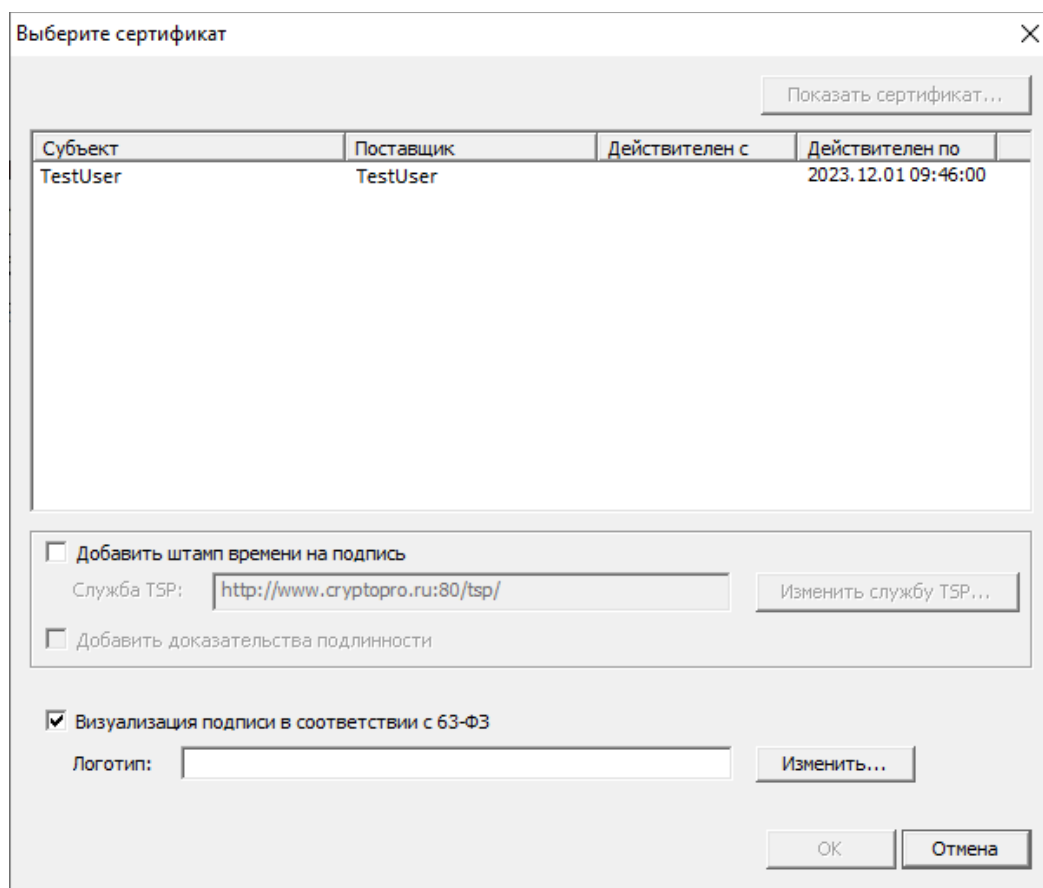 Выберите сертификат
Показать сертификат...
Субъект Поставщик Действителен с Действителен по
TestUser TestUser 2023.12.01 09:46:00
Добавить штамп времени на подпись
Служба TSP: http://www.cryptopro.ru:80/tsp/ Изменить службу TSP...
Добавить доказательства подлинности
Визуализация подписи в соответствии с 63-ФЗ
Логотип: Изменить...
OK Отмена